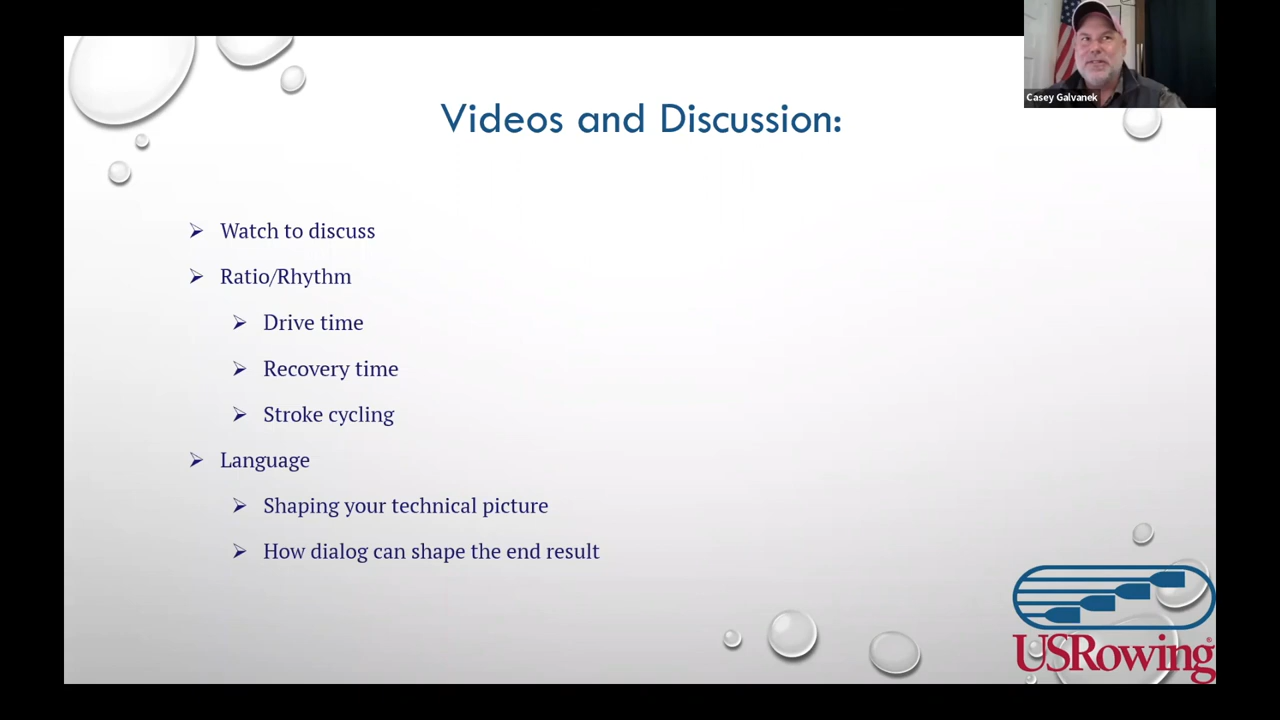 Casey Galvanek
Videos and Discussion:
Watch to discuss
Ratio/Rhythm
Drive time
Recovery time
Stroke cycling
Language
Shaping your technical picture
How dialog can shape the end result
USRowing®